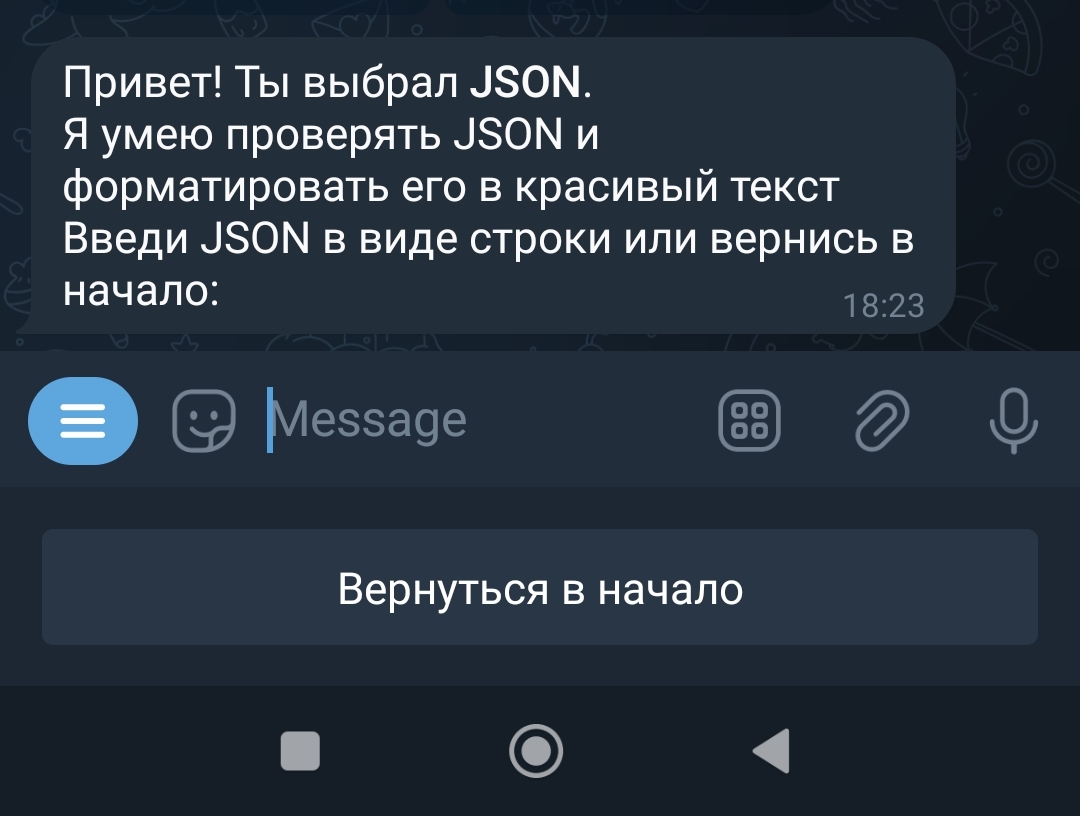 Привет! Ты выбрал JSON.
Я умею проверять JSON и
форматировать его в красивый текст
Введи JSON в виде строки или вернись в
начало:
18:23
Message
Вернуться в начало